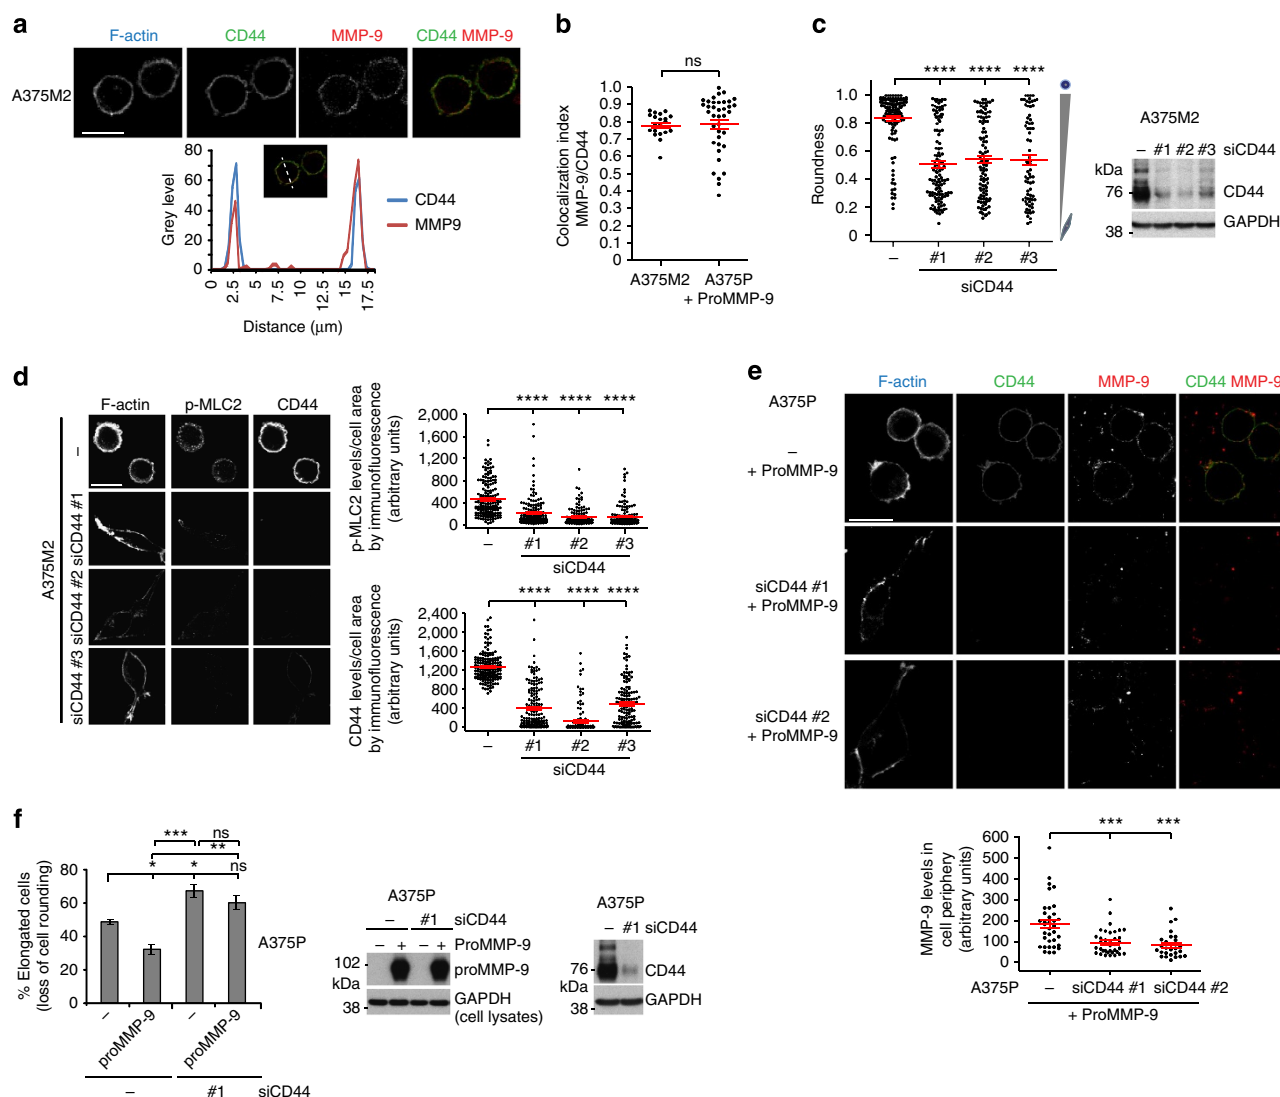 a
F-actin CD44 MMP-9 CD44 MMP-9
A375M2
Grey level
80
60
40
20
0
0 2.5 5 7.5 10 12.5 15 17.5
Distance (μm)
CD44
MMP9
b
ns
Colocalization index
MMP-9/CD44
1.0
0.9
0.8
0.7
0.6
0.5
0.4
0.3
0.2
0.1
0
A375M2 A375P
+ ProMMP-9
c
**** **** ****
Roundness
1.0
0.8
0.6
0.4
0.2
0
– #1 #2 #3
siCD44
A375M2
– #1 #2 #3 siCD44
kDa
76
38
CD44
GAPDH
d
F-actin p-MLC2 CD44
A375M2
–
siCD44 #1
siCD44 #2
siCD44 #3
p-MLC2 levels/cell area
by immunofluorescence
(arbitrary units)
**** **** ****
2,000
1,600
1,200
800
400
0
– #1 #2 #3
siCD44
CD44 levels/cell area
by immunofluorescence
(arbitrary units)
**** **** ****
2,400
2,000
1,600
1,200
800
400
0
– #1 #2 #3
siCD44
e
F-actin CD44 MMP-9 CD44 MMP-9
A375P
–
+ ProMMP-9
siCD44 #1
+ ProMMP-9
siCD44 #2
+ ProMMP-9
MMP-9 levels in
cell periphery
(arbitrary units)
*** ***
600
500
400
300
200
100
0
A375P – siCD44 #1 siCD44 #2
+ ProMMP-9
f
*** ns
**
* * ns
% Elongated cells
(loss of cell rounding)
80
60
40
20
0
A375P
– proMMP-9 – proMMP-9
– #1 siCD44
A375P
– #1 siCD44
– + – + ProMMP-9
102
kDa
38
proMMP-9
GAPDH
(cell lysates)
A375P
– #1 siCD44
76
kDa
38
CD44
GAPDH